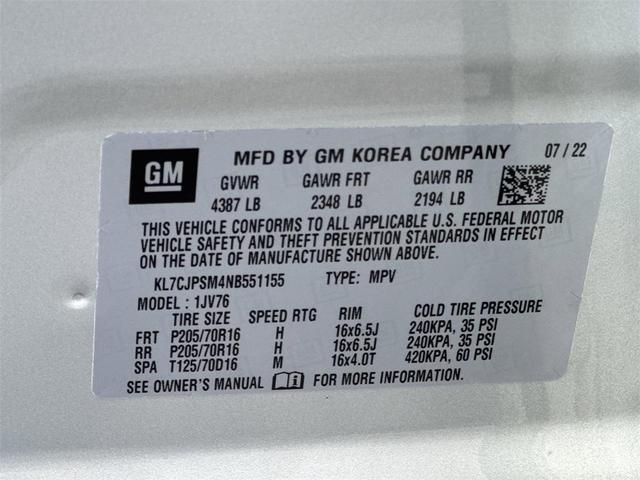 GM MFD BY GM KOREA COMPANY 07 / 22
GVWR GAWR FRT GAWR RR
4387 LB 2348 LB 2194 LB
THIS VEHICLE CONFORMS TO ALL APPLICABLE U.S. FEDERAL MOTOR
VEHICLE SAFETY AND THEFT PREVENTION STANDARDS IN EFFECT
ON THE DATE OF MANUFACTURE SHOWN ABOVE.
KL7CJPSM4NB551155 TYPE: MPV
MODEL : 1JV76
TIRE SIZE SPEED RTG RIM COLD TIRE PRESSURE
FRT P205/70R16 H 16x6.5J 240KPA, 35 PSI
RR P205/70R16 H 16x6.5J 240KPA, 35 PSI
SPA T125/70D16 M 16x4.0T 420KPA, 60 PSI
SEE OWNER'S MANUAL FOR MORE INFORMATION.